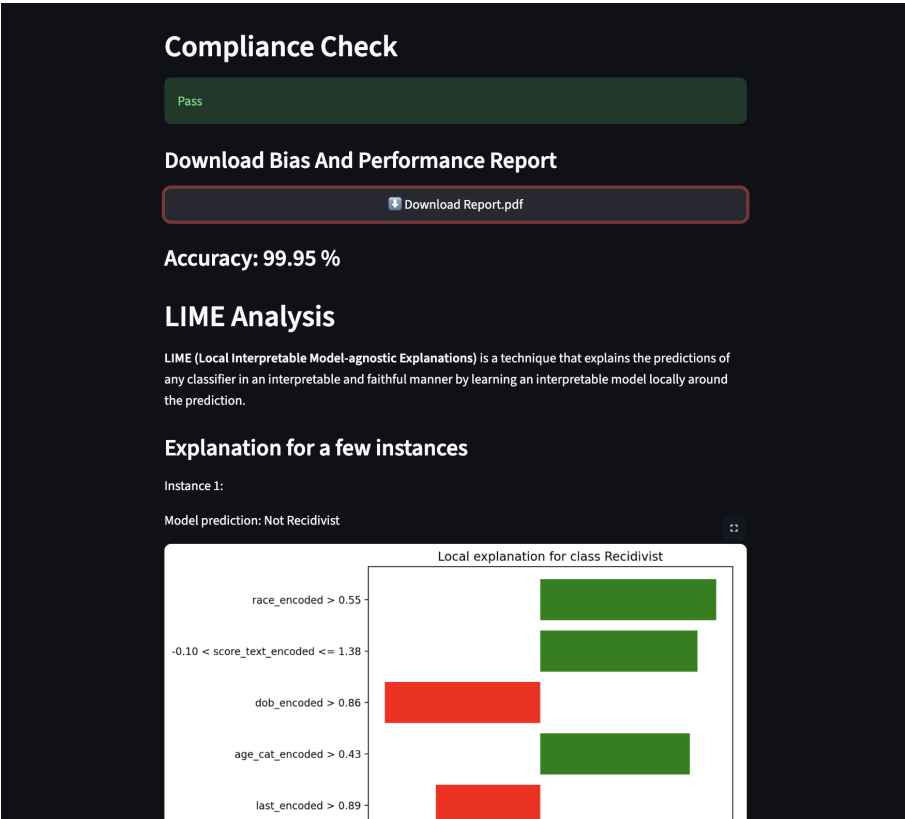 Compliance Check
Pass
Download Bias And Performance Report
⬇️ Download Report.pdf
Accuracy: 99.95 %
LIME Analysis
LIME (Local Interpretable Model-agnostic Explanations) is a technique that explains the predictions of
any classifier in an interpretable and faithful manner by learning an interpretable model locally around
the prediction.
Explanation for a few instances
Instance 1:
Model prediction: Not Recidivist
Local explanation for class Recidivist
race_encoded > 0.55
-0.10 < score_text_encoded <= 1.38
dob_encoded > 0.86
age_cat_encoded > 0.43
last_encoded > 0.89